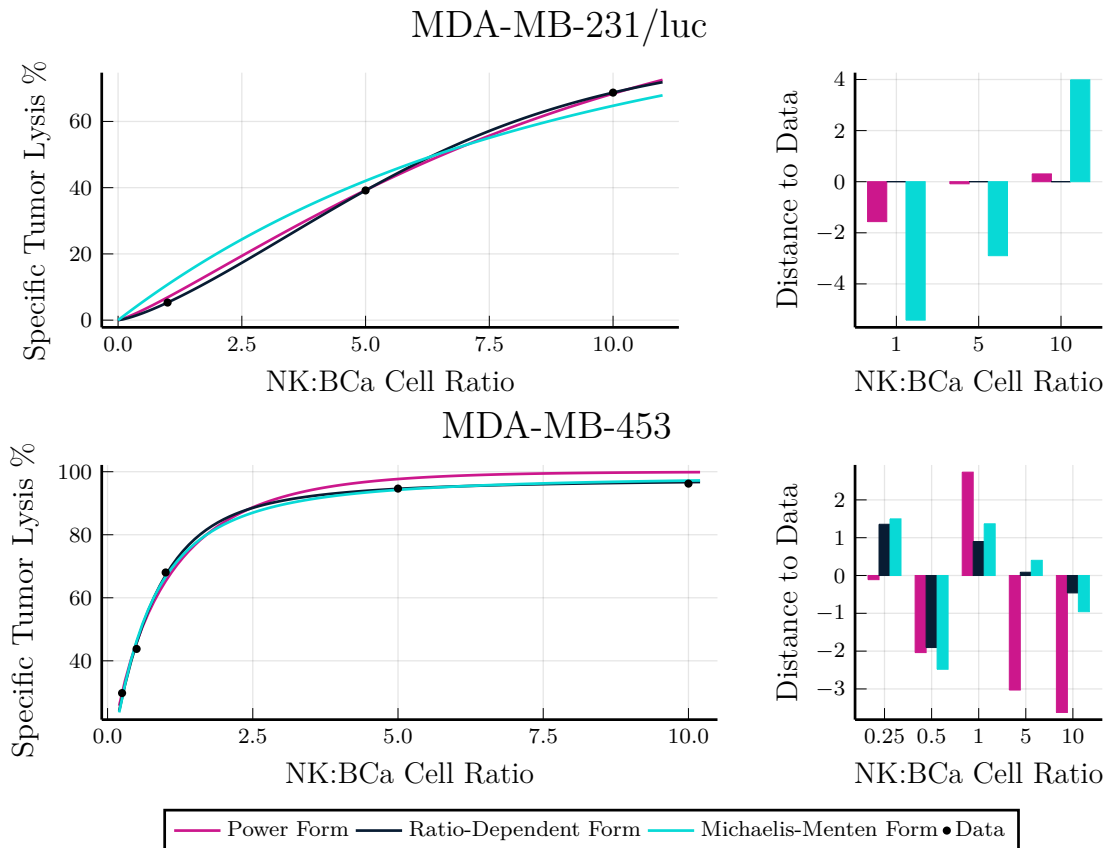 MDA-MB-231/luc
Specific Tumor Lysis %
60
40
20
0
0.0 2.5 5.0 7.5 10.0
NK:BCa Cell Ratio
Distance to Data
4
2
0
−2
−4
1 5 10
NK:BCa Cell Ratio
MDA-MB-453
Specific Tumor Lysis %
100
80
60
40
0.0 2.5 5.0 7.5 10.0
NK:BCa Cell Ratio
Distance to Data
2
1
0
−1
−2
−3
0.25 0.5 1 5 10
NK:BCa Cell Ratio
Power Form Ratio-Dependent Form Michaelis-Menten Form Data